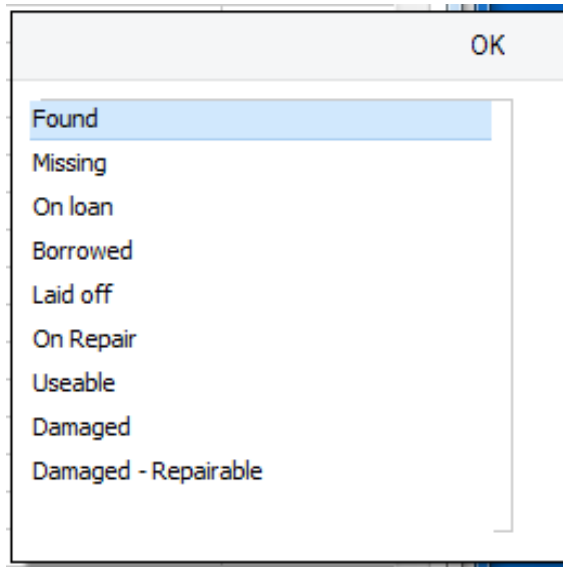 OK
Found
Missing
On loan
Borrowed
Laid off
On Repair
Useable
Damaged
Damaged - Repairable